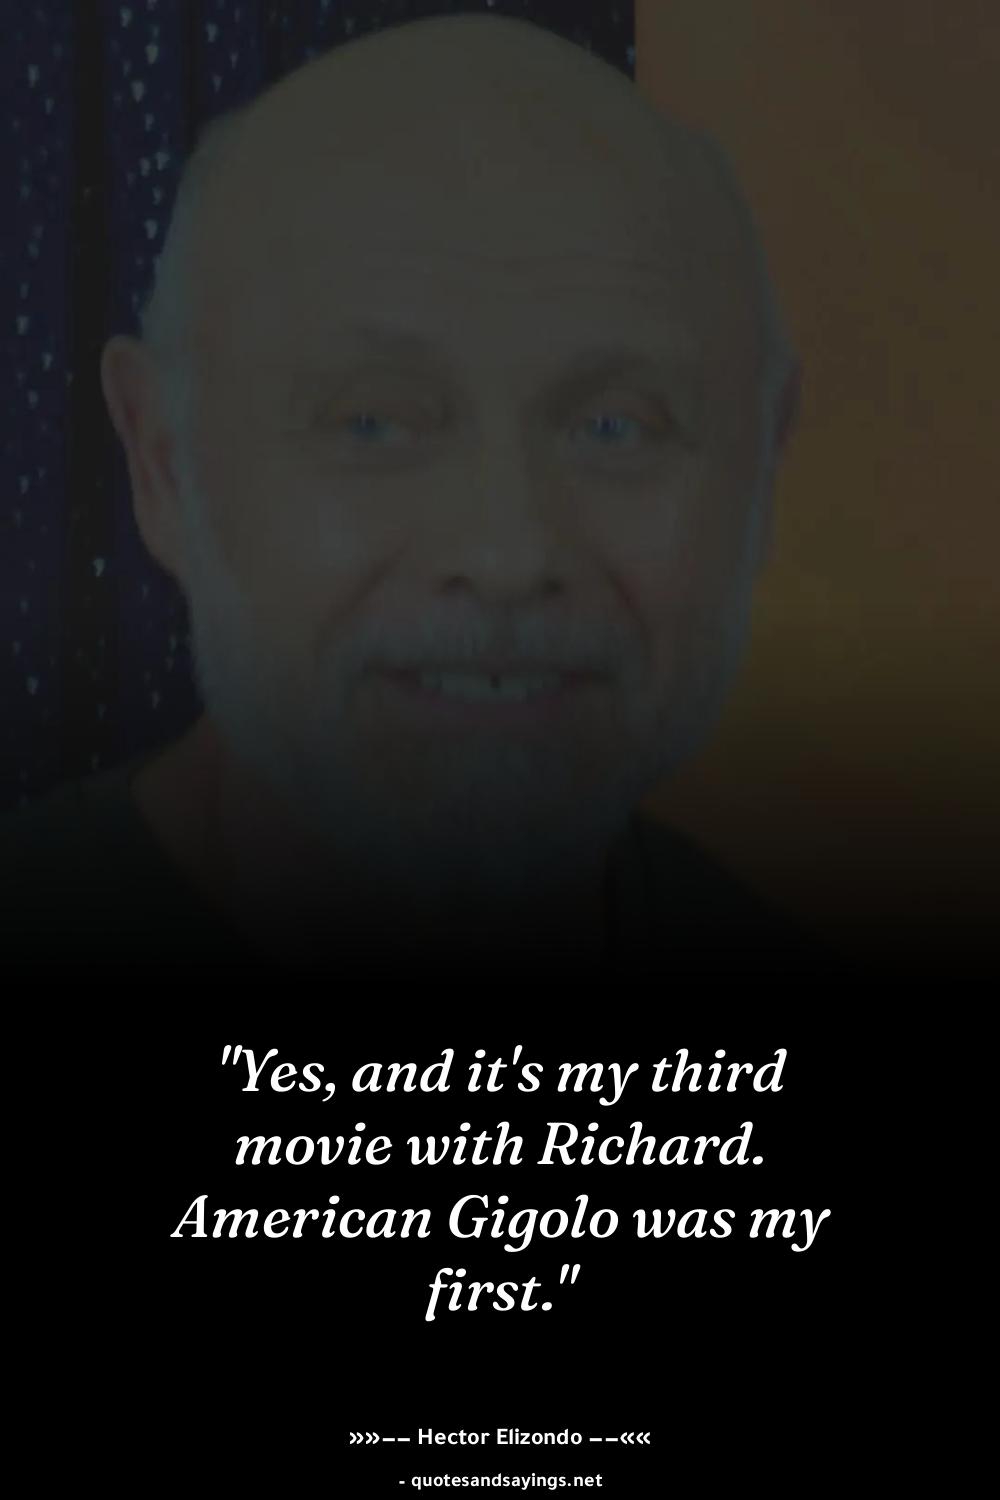 "Yes, and it's my third
movie with Richard.
American Gigolo was my
first."
»»−− Hector Elizondo −−««
- quotesandsayings.net